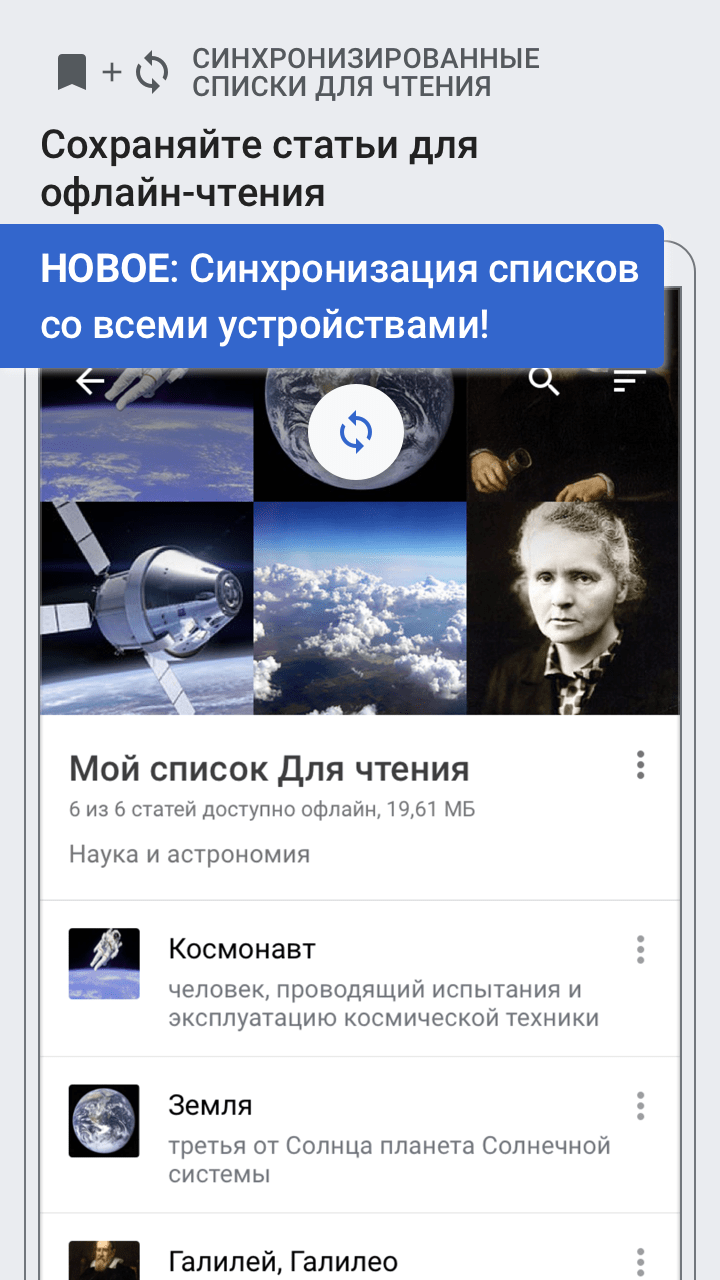 СИНХРОНИЗИРОВАННЫЕ
СПИСКИ ДЛЯ ЧТЕНИЯ
Сохраняйте статьи для
офлайн-чтения
НОВОЕ: Синхронизация списков
со всеми устройствами!
Мой список Для чтения
6 из 6 статей доступно офлайн, 19,61 МБ
Наука и астрономия
Космонавт
человек, проводящий испытания и
эксплуатацию космической техники
Земля
третья от Солнца планета Солнечной
системы
Галилей, Галилео